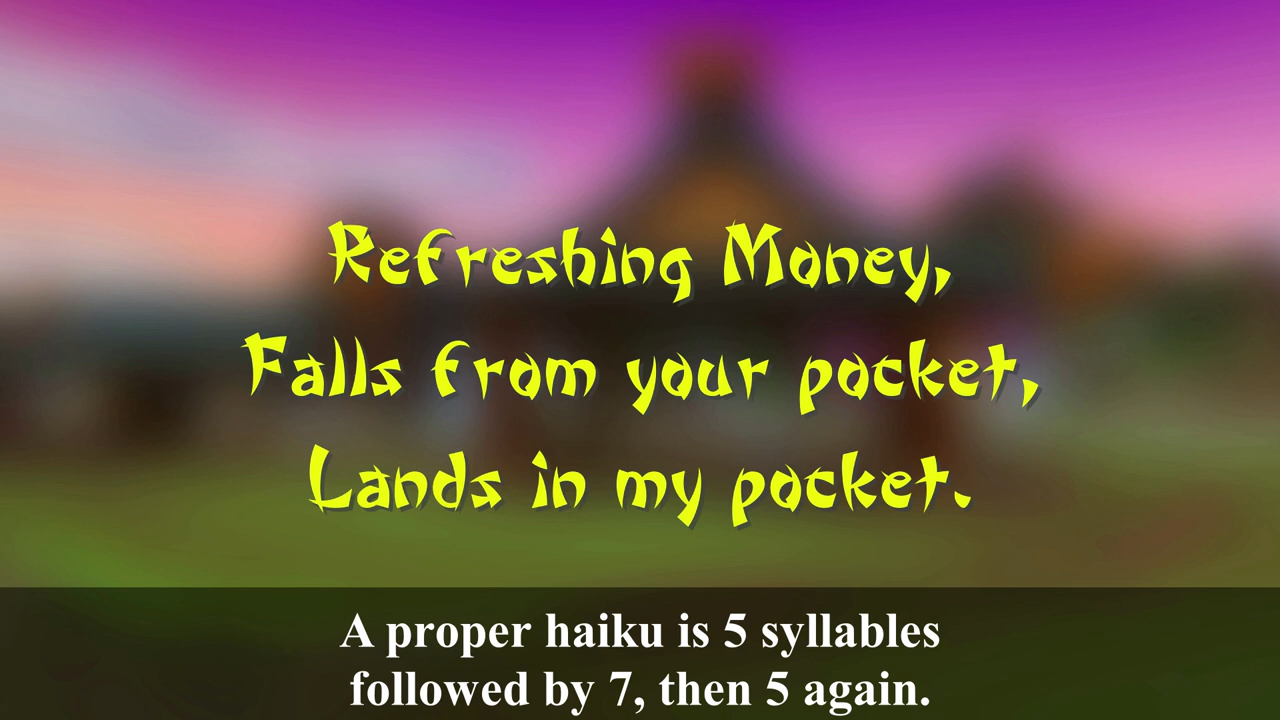 Refreshing Money,
Falls from your pocket,
Lands in my pocket.
A proper haiku is 5 syllables
followed by 7, then 5 again.